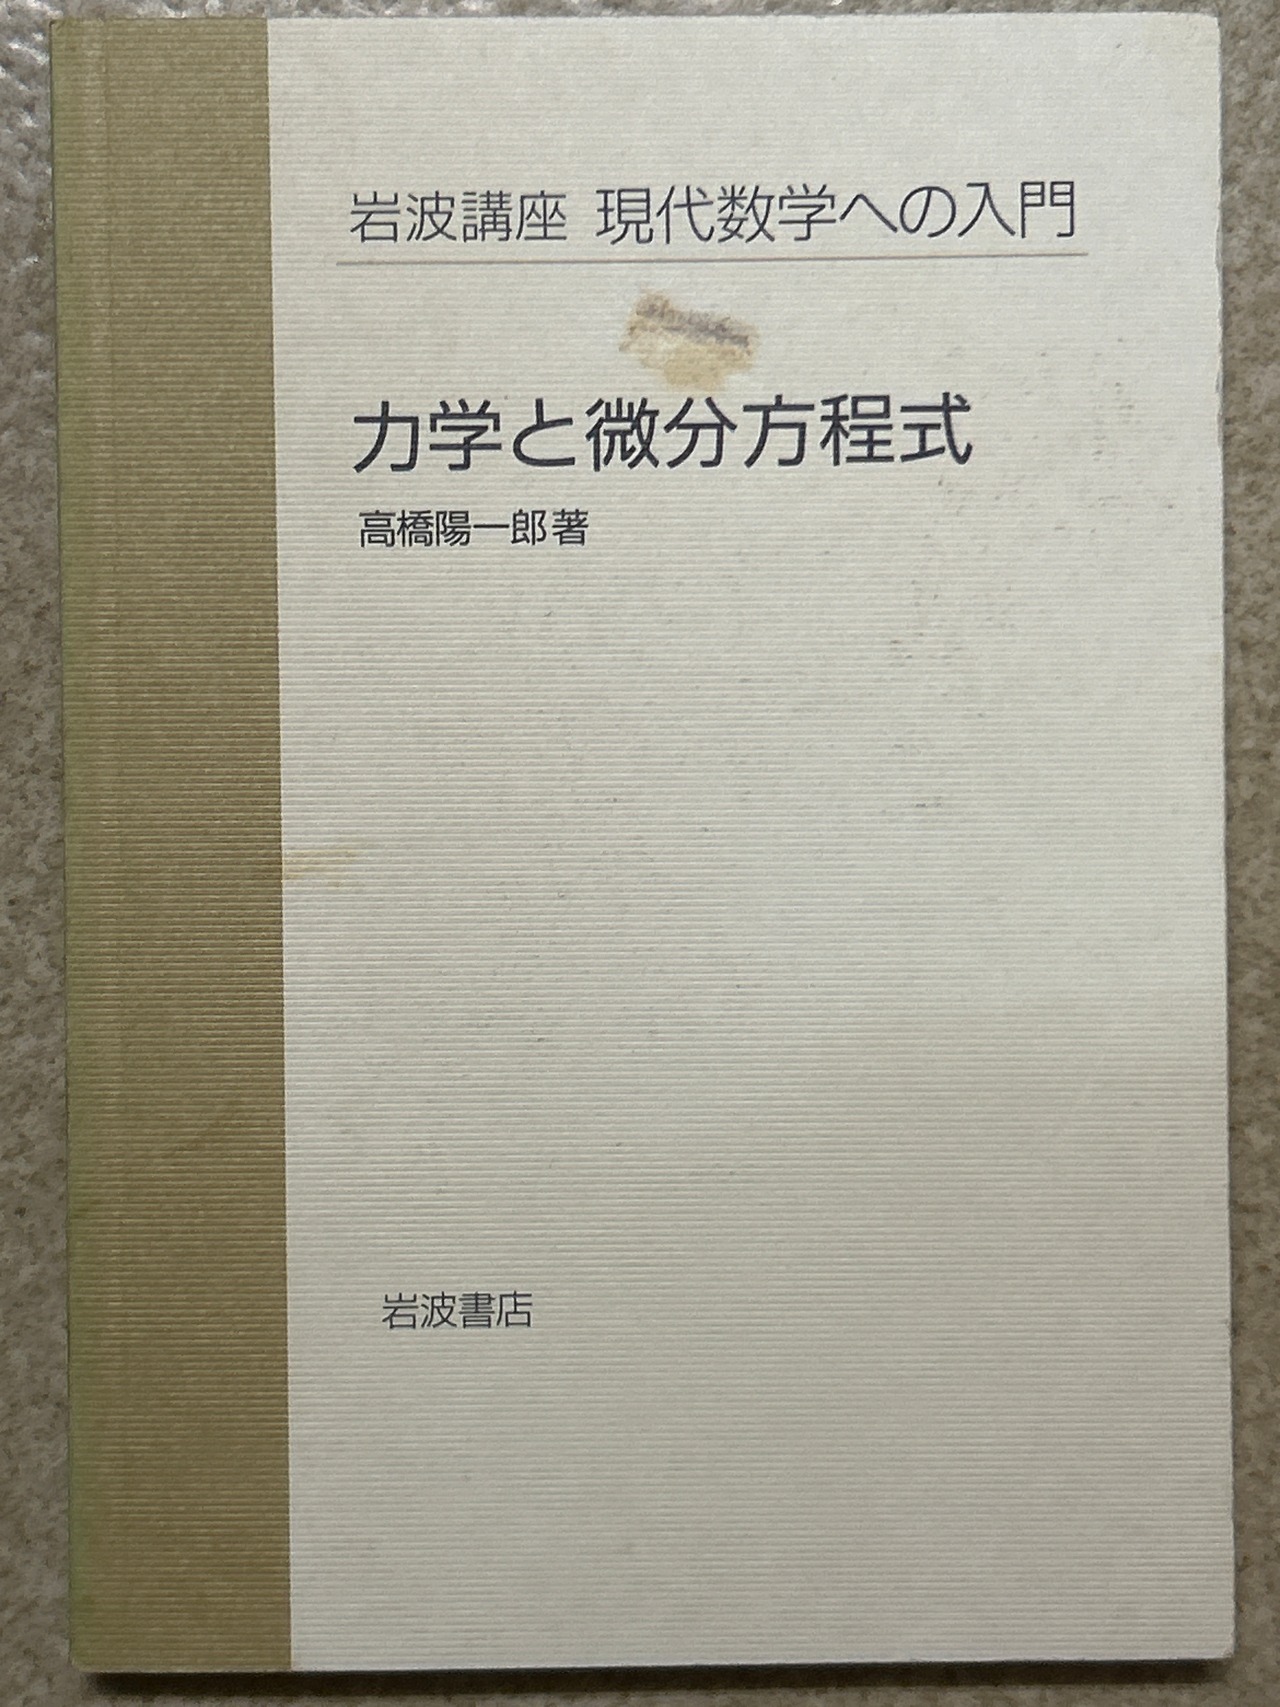 岩波講座 現代数学への入門
力学と微分方程式
高橋陽一郎著
岩波書店